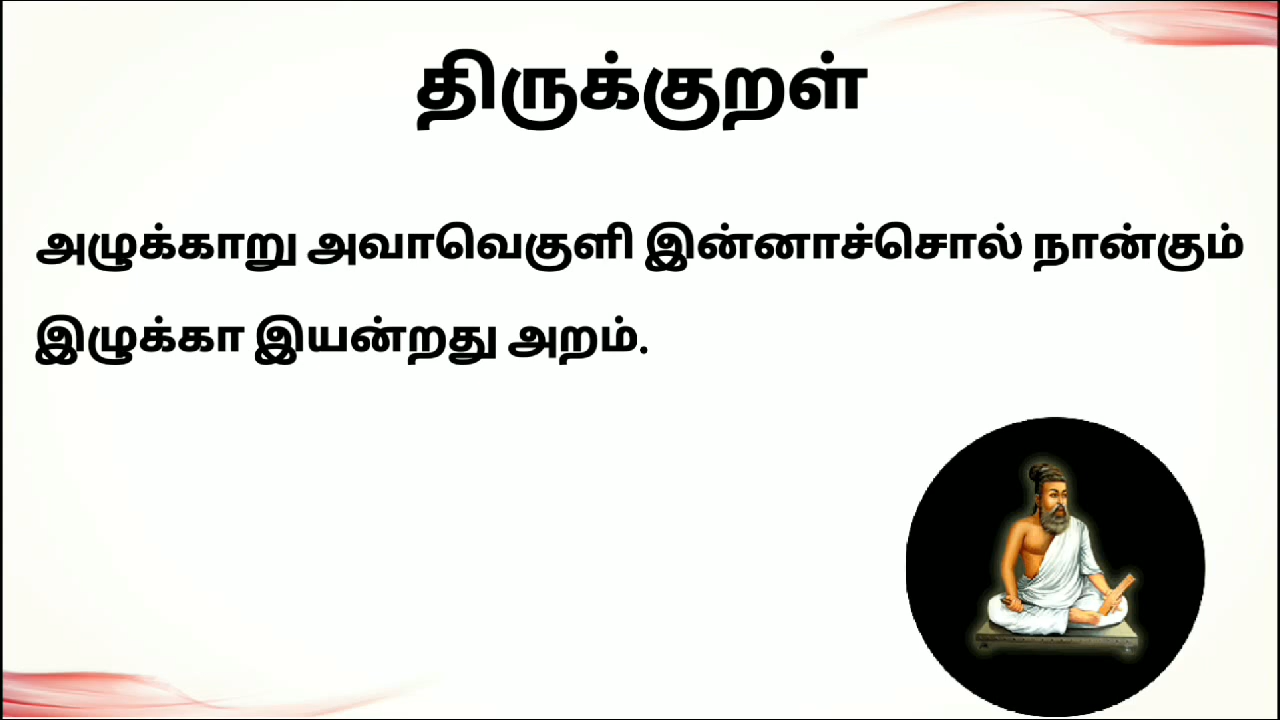 திருக்குறள்
அழுக்காறு அவாவெகுளி இன்னாச்சொல் நான்கும்
இழுக்கா இயன்றது அறம்.